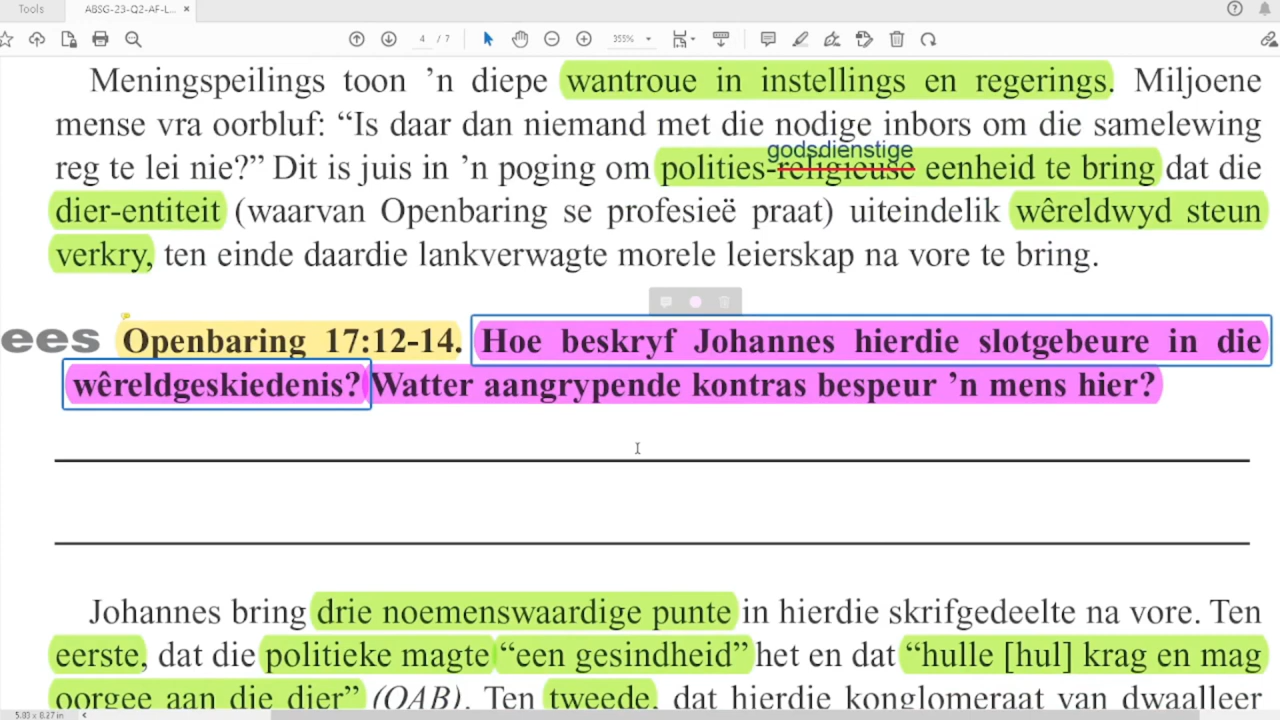 Tools ABSG-23-Q2-AF-L... ×
4 / 7 355%
Meningspeilings toon ’n diepe wantroue in instellings en regerings. Miljoene
mense vra oorbluf: “Is daar dan niemand met die nodige inbors om die samelewing
godsdienstige
reg te lei nie?” Dit is juis in ’n poging om polities-religieuse eenheid te bring dat die
dier-entiteit (waarvan Openbaring se profesieë praat) uiteindelik wêreldwyd steun
verkry, ten einde daardie lankverwagte morele leierskap na vore te bring.
ees Openbaring 17:12-14. Hoe beskryf Johannes hierdie slotgebeure in die
wêreldgeskiedenis? Watter aangrypende kontras bespeur ’n mens hier?
Johannes bring drie noemenswaardige punte in hierdie skrifgedeelte na vore. Ten
eerste, dat die politieke magte “een gesindheid” het en dat “hulle [hul] krag en mag
oorgee aan die dier” (OAB). Ten tweede, dat hierdie konglomeraat van dwaalleer
5.83 x 8.27 in